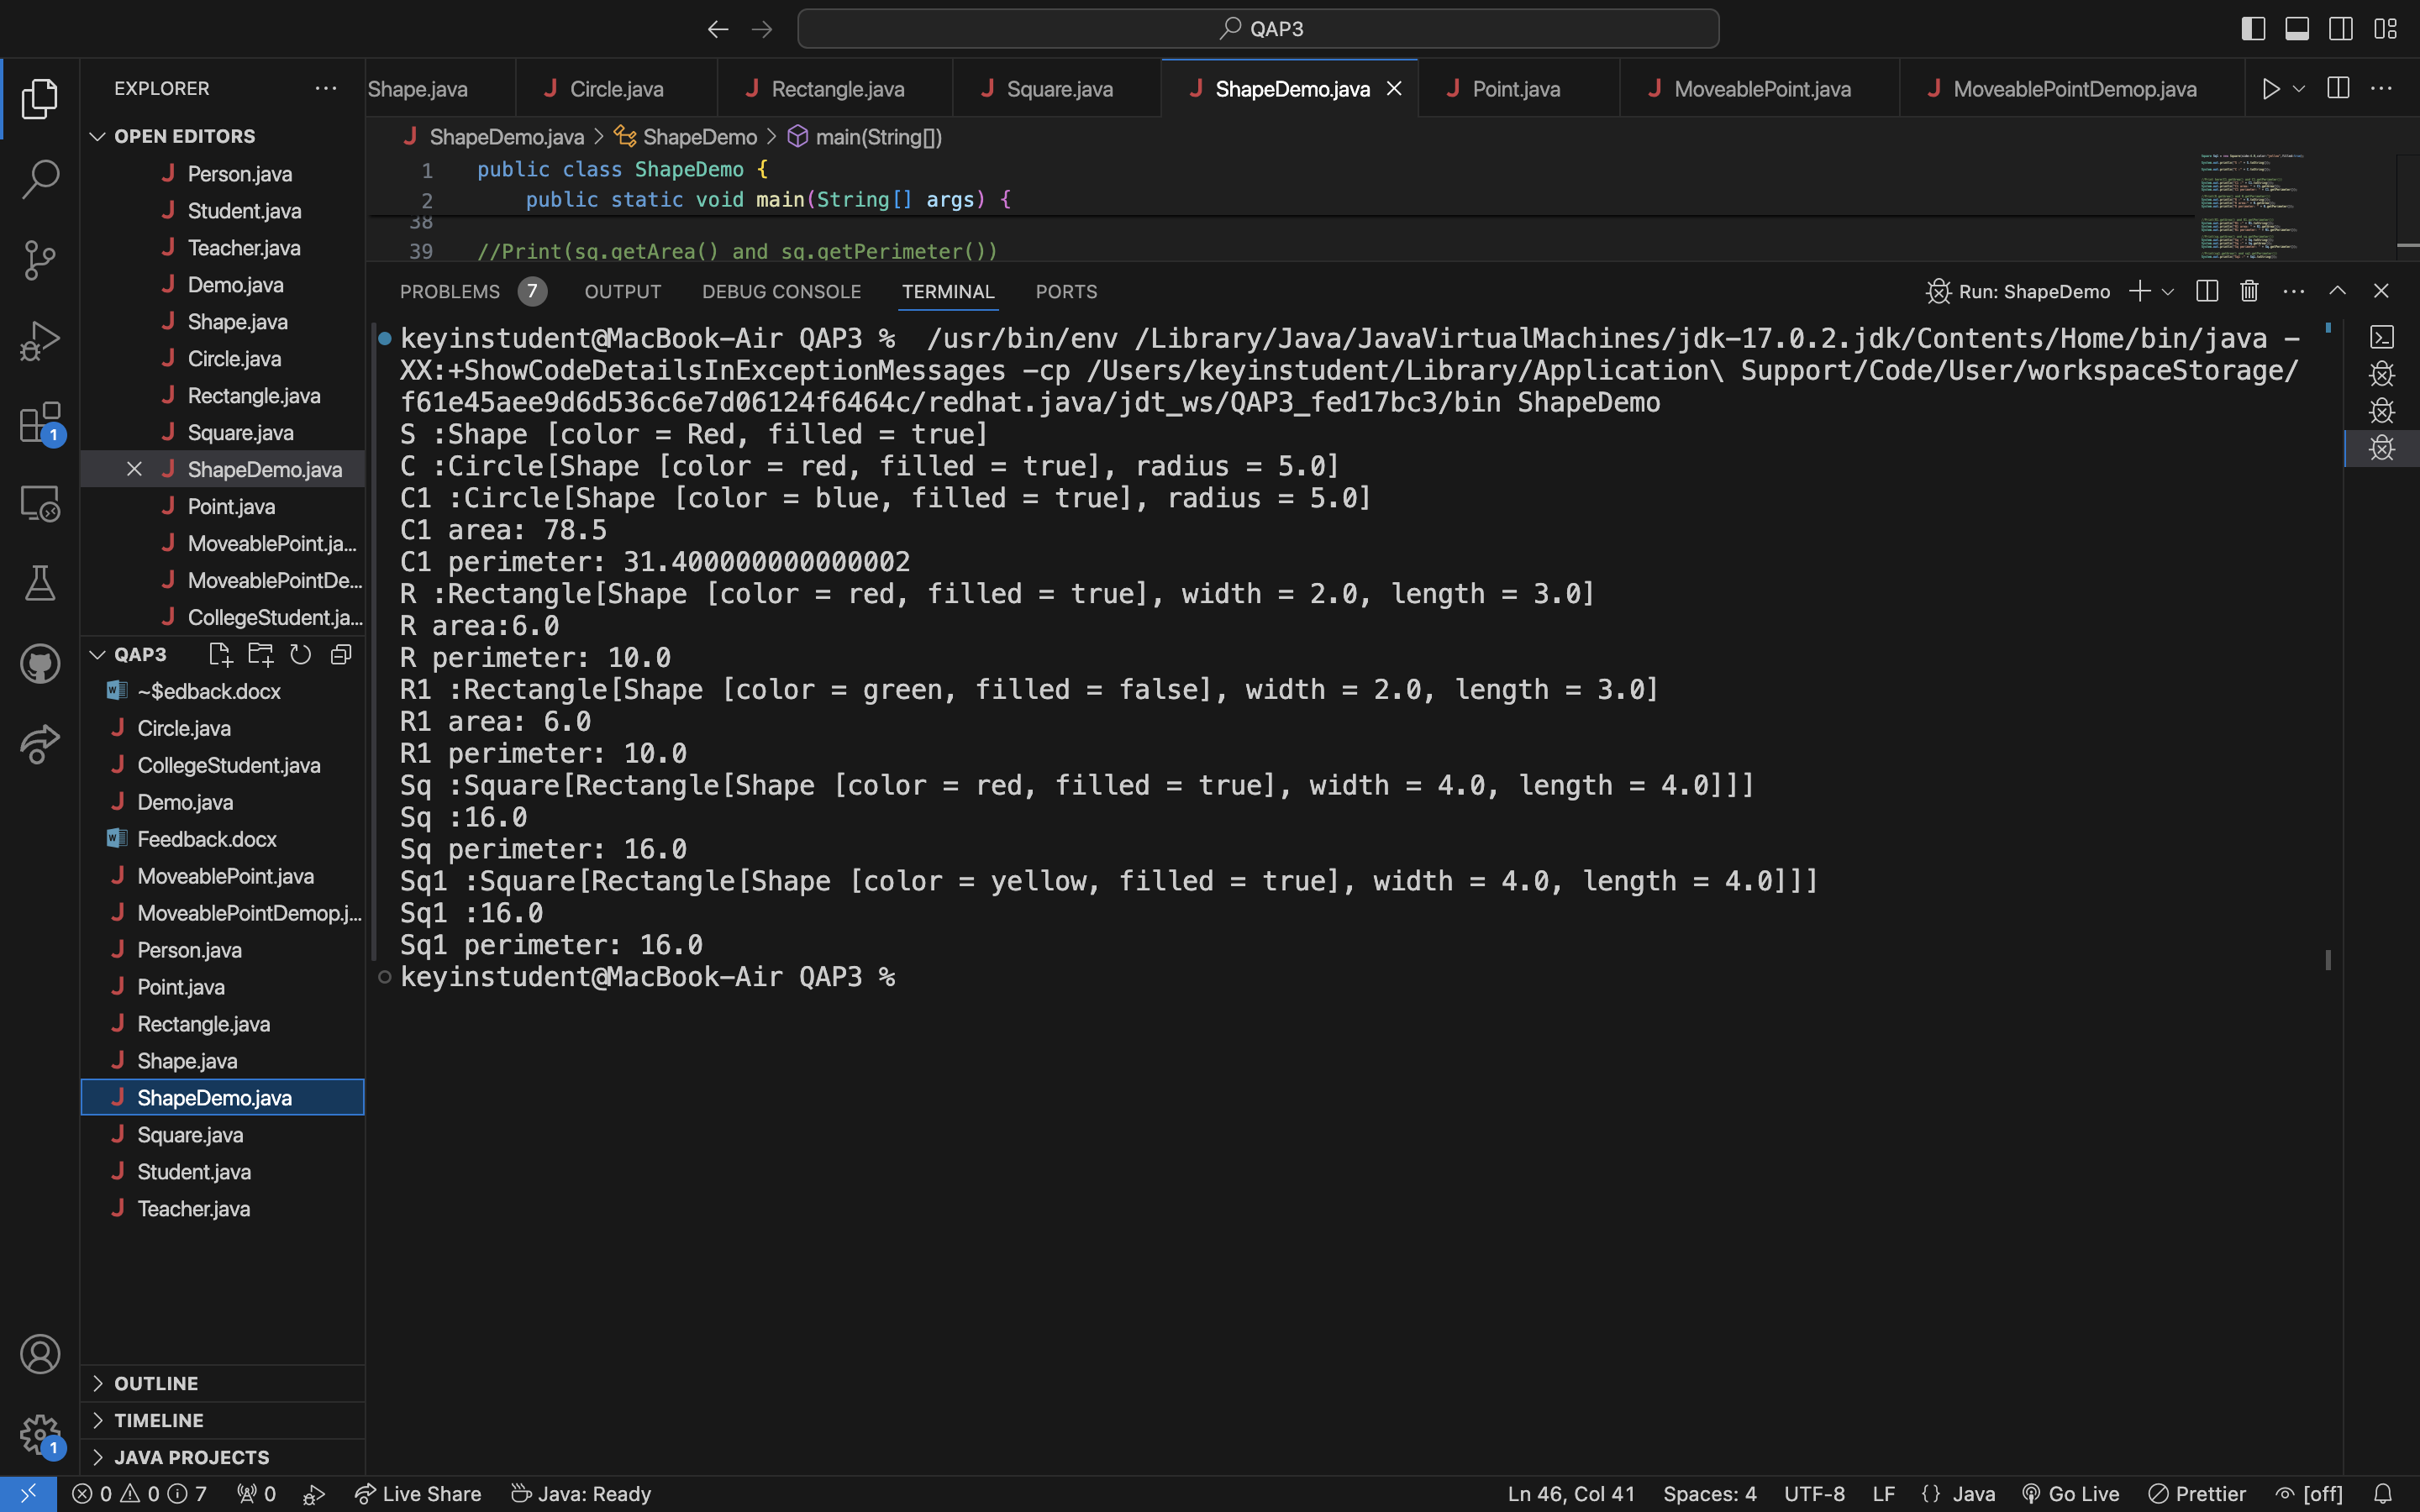 QAP3
EXPLORER
OPEN EDITORS
Person.java
Student.java
Teacher.java
Demo.java
Shape.java
Circle.java
Rectangle.java
Square.java
ShapeDemo.java
Point.java
MoveablePoint.ja...
MoveablePointDe...
CollegeStudent.ja...
QAP3
~$edback.docx
Circle.java
CollegeStudent.java
Demo.java
Feedback.docx
MoveablePoint.java
MoveablePointDemop.j...
Person.java
Point.java
Rectangle.java
Shape.java
ShapeDemo.java
Square.java
Student.java
Teacher.java
OUTLINE
TIMELINE
JAVA PROJECTS
1
1
Shape.java Circle.java Rectangle.java Square.java ShapeDemo.java Point.java MoveablePoint.java MoveablePointDemop.java
ShapeDemo.java > ShapeDemo > main(String[])
1 public class ShapeDemo {
2 public static void main(String[] args) {
38
39 //Print(sq.getArea() and sq.getPerimeter())
PROBLEMS 7 OUTPUT DEBUG CONSOLE TERMINAL PORTS Run: ShapeDemo
keyinstudent@MacBook-Air QAP3 % /usr/bin/env /Library/Java/JavaVirtualMachines/jdk-17.0.2.jdk/Contents/Home/bin/java -
XX:+ShowCodeDetailsInExceptionMessages -cp /Users/keyinstudent/Library/Application\ Support/Code/User/workspaceStorage/
f61e45aee9d6d536c6e7d06124f6464c/redhat.java/jdt_ws/QAP3_fed17bc3/bin ShapeDemo
S :Shape [color = Red, filled = true]
C :Circle[Shape [color = red, filled = true], radius = 5.0]
C1 :Circle[Shape [color = blue, filled = true], radius = 5.0]
C1 area: 78.5
C1 perimeter: 31.400000000000002
R :Rectangle[Shape [color = red, filled = true], width = 2.0, length = 3.0]
R area:6.0
R perimeter: 10.0
R1 :Rectangle[Shape [color = green, filled = false], width = 2.0, length = 3.0]
R1 area: 6.0
R1 perimeter: 10.0
Sq :Square[Rectangle[Shape [color = red, filled = true], width = 4.0, length = 4.0]]]
Sq :16.0
Sq perimeter: 16.0
Sq1 :Square[Rectangle[Shape [color = yellow, filled = true], width = 4.0, length = 4.0]]]
Sq1 :16.0
Sq1 perimeter: 16.0
keyinstudent@MacBook-Air QAP3 %
0 0 7 0 Live Share Java: Ready Ln 46, Col 41 Spaces: 4 UTF-8 LF {} Java Go Live Prettier [off]